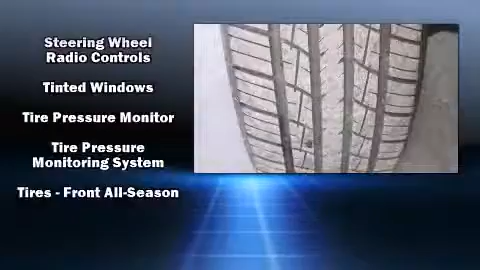 Steering Wheel
Radio Controls
Tinted Windows
Tire Pressure Monitor
Tire Pressure
Monitoring System
Tires - Front All-Season